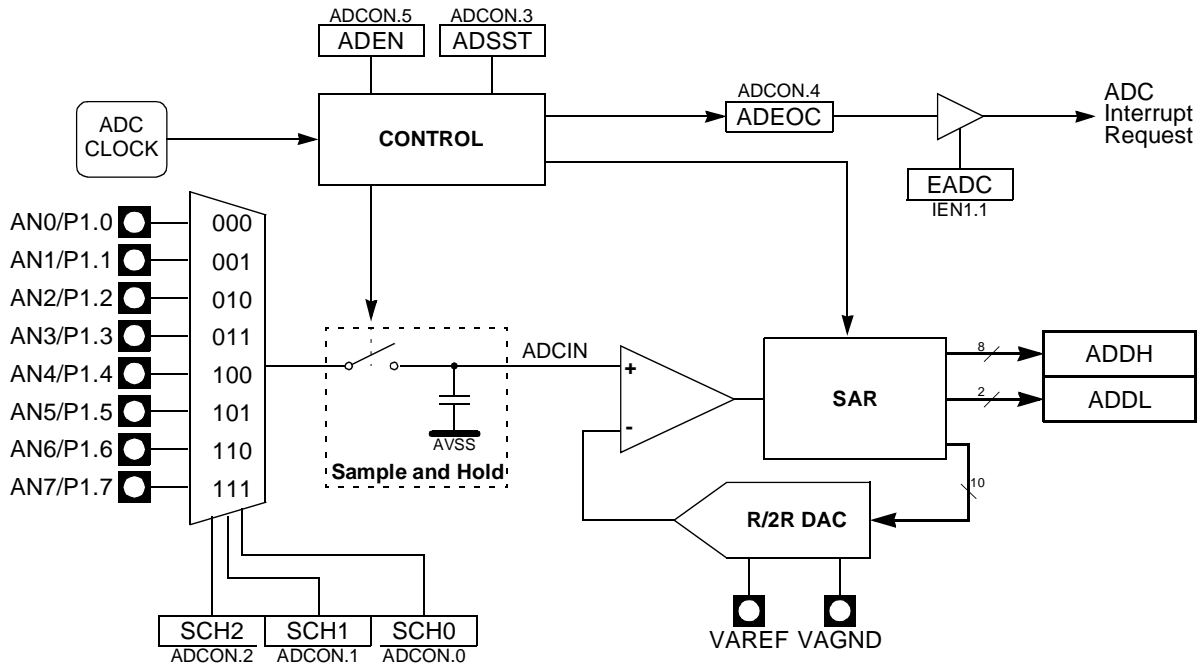 ADCON.5
ADEN
ADCON.3
ADSST
ADC
CLOCK
CONTROL
ADCON.4
ADEOC
ADC
Interrupt
Request
EADC
IEN1.1
AN0/P1.0
000
AN1/P1.1
001
AN2/P1.2
010
AN3/P1.3
011
AN4/P1.4
100
AN5/P1.5
101
AN6/P1.6
110
AN7/P1.7
111
ADCIN
AVSS
Sample and Hold
+
-
SAR
8
ADDH
2
ADDL
10
R/2R DAC
VAREF
VAGND
SCH2
ADCON.2
SCH1
ADCON.1
SCH0
ADCON.0